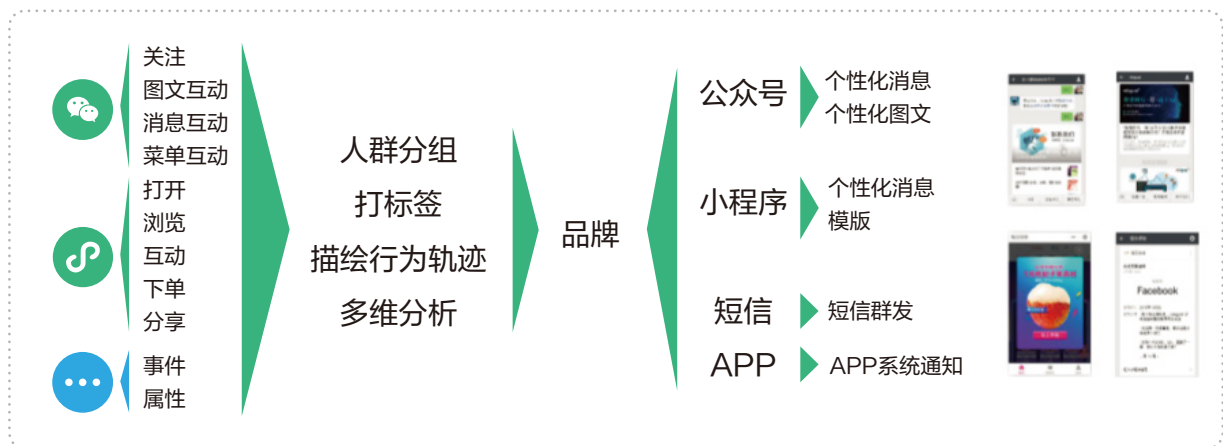 关注
图文互动
消息互动
菜单互动
打开
浏览
互动
下单
分享
事件
属性
人群分组
打标签
描绘行为轨迹
多维分析
品牌
公众号
个性化消息
个性化图文
小程序
个性化消息
模版
短信
短信群发
APP
APP系统通知
Facebook